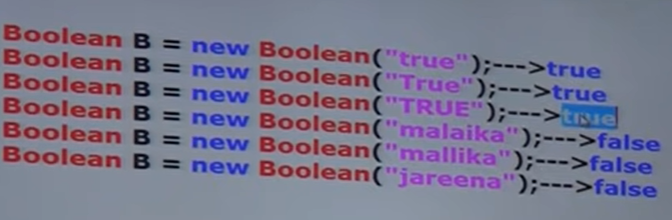 Boolean B = new Boolean("true");--->true
Boolean B = new Boolean("True");--->true
Boolean B = new Boolean("TRUE");--->true
Boolean B = new Boolean("malaika");--->false
Boolean B = new Boolean("mallika");--->false
Boolean B = new Boolean("jareena");--->false